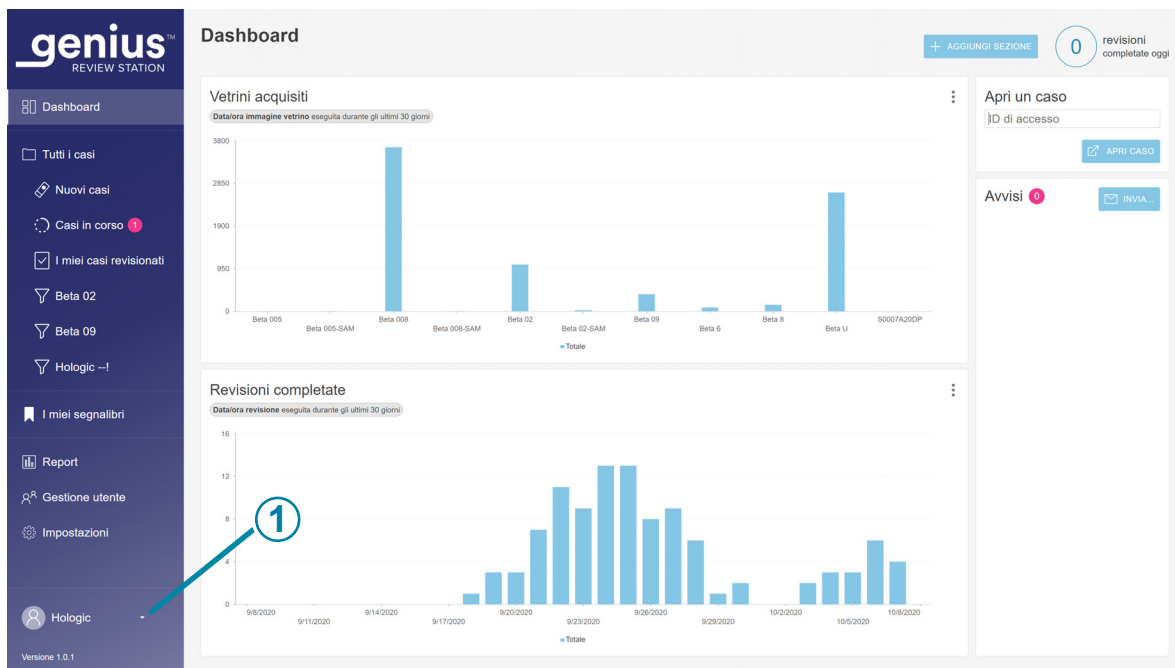 genius™
REVIEW STATION
Dashboard
Tutti i casi
Nuovi casi
Casi in corso 1
I miei casi revisionati
Beta 02
Beta 09
Hologic --!
I miei segnalibri
Report
Gestione utente
Impostazioni
Hologic
Versione 1.0.1
1
Dashboard
+ AGGIUNGI SEZIONE
0 revisioni
completate oggi
Vetrini acquisiti
Data/ora immagine vetrino eseguita durante gli ultimi 30 giorni
3800
2850
1900
950
0
Beta 005
Beta 005-SAM
Beta 008
Beta 008-SAM
Beta 02
Beta 02-SAM
Beta 09
Beta 6
Beta 8
Beta U
S0007A20DP
Totale
Revisioni completate
Data/ora revisione eseguita durante gli ultimi 30 giorni
16
12
8
4
0
9/8/2020
9/11/2020
9/14/2020
9/17/2020
9/20/2020
9/23/2020
9/26/2020
9/29/2020
10/2/2020
10/5/2020
10/8/2020
Totale
Apri un caso
ID di accesso
APRI CASO
Avvisi 0
INVIA...